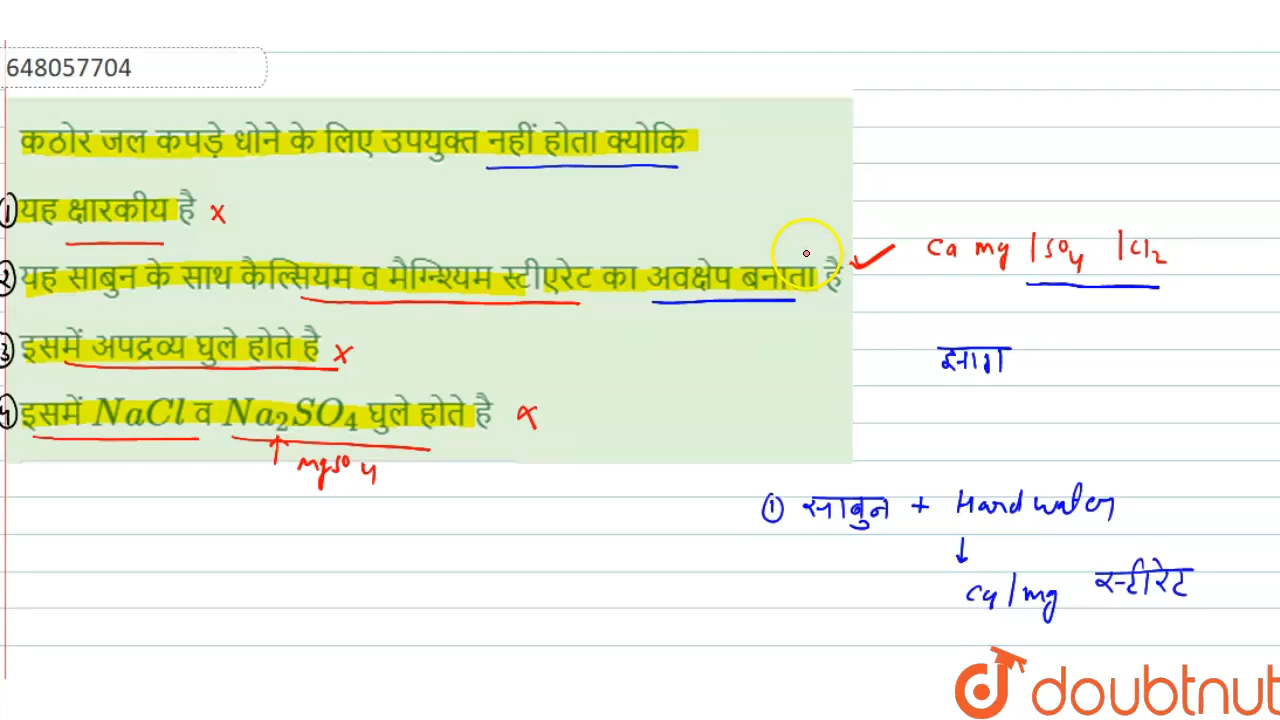 648057704
कठोर जल कपड़े धोने के लिए उपयुक्त नहीं होता क्योकि
① यह क्षारकीय है ×
② यह साबुन के साथ कैल्सियम व मैग्निश्यम स्टीएरेट का अवक्षेप बनाता है ✓
Ca mg | SO4 | Cl2
③ इसमें अपद्रव्य घुले होते है ×
झाग
④ इसमें NaCl व Na2SO4 घुले होते है ×
↑ mgso4
① साबुन + Hard water
↓
Ca / mg स्टीरेट
doubtnut